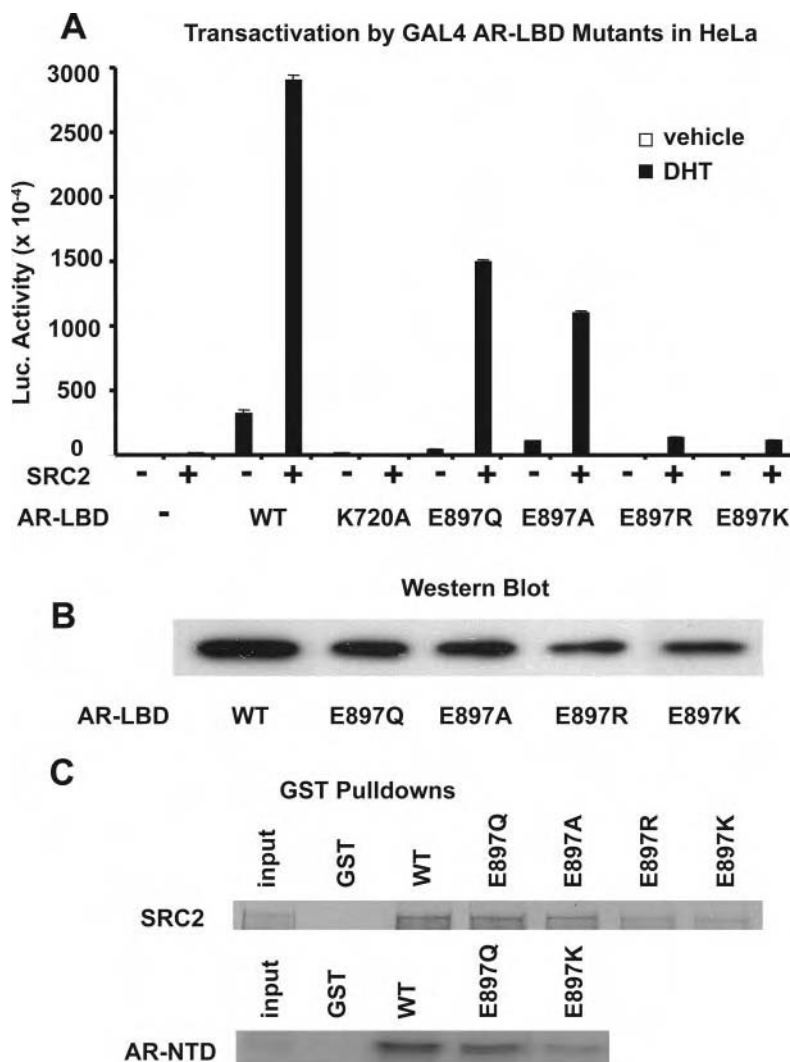 A
Transactivation by GAL4 AR-LBD Mutants in HeLa
3000
2500
2000
1500
1000
500
0
Luc. Activity (x 10⁻⁴)
vehicle
DHT
SRC2 - + - + - + - + - + - + - +
AR-LBD - WT K720A E897Q E897A E897R E897K
Western Blot
B
AR-LBD WT E897Q E897A E897R E897K
C
GST Pulldowns
input GST WT E897Q E897A E897R E897K
SRC2
input GST WT E897Q E897K
AR-NTD